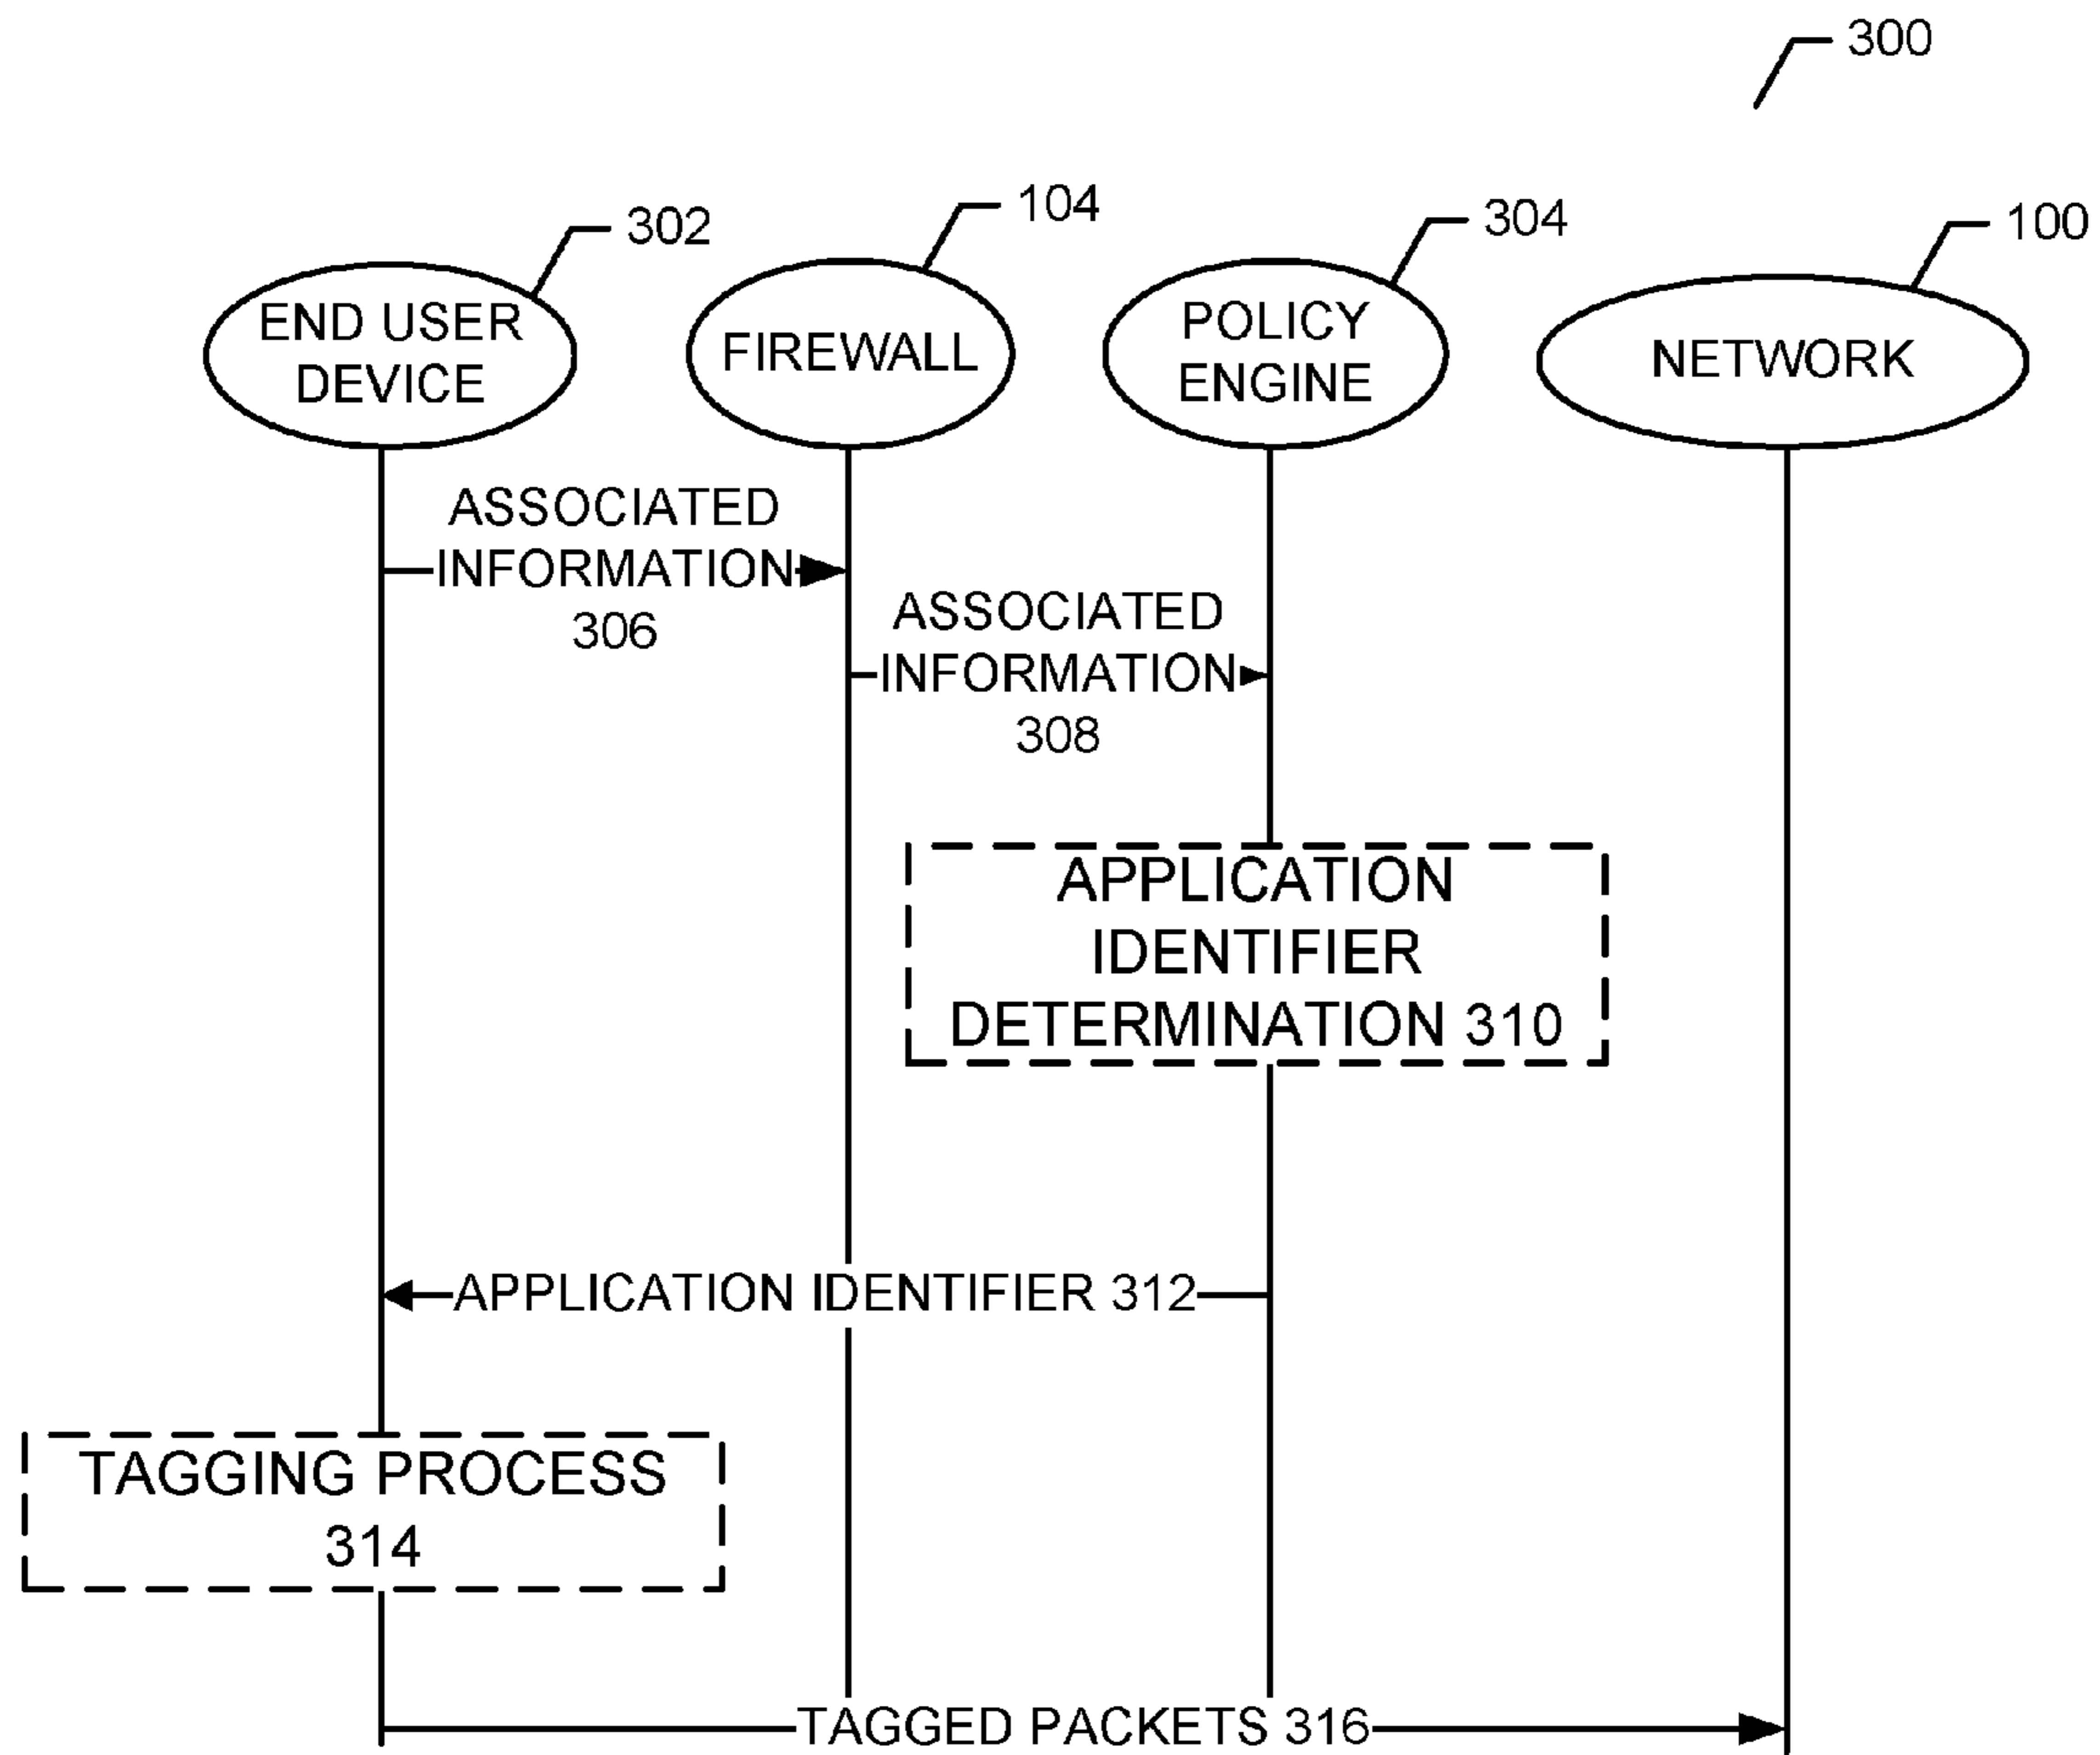 300
302
104
304
100
END USER
DEVICE
FIREWALL
POLICY
ENGINE
NETWORK
ASSOCIATED
INFORMATION
306
ASSOCIATED
INFORMATION
308
APPLICATION
IDENTIFIER
DETERMINATION 310
APPLICATION IDENTIFIER 312
TAGGING PROCESS
314
TAGGED PACKETS 316